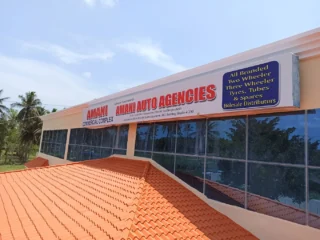 AMANI
COMMERCIAL COMPLEX
AMANI AUTO AGENCIES
All Branded
Two Wheeler
Three Wheeler
Tyres, Tubes
& Spares
Wholesale Distributors